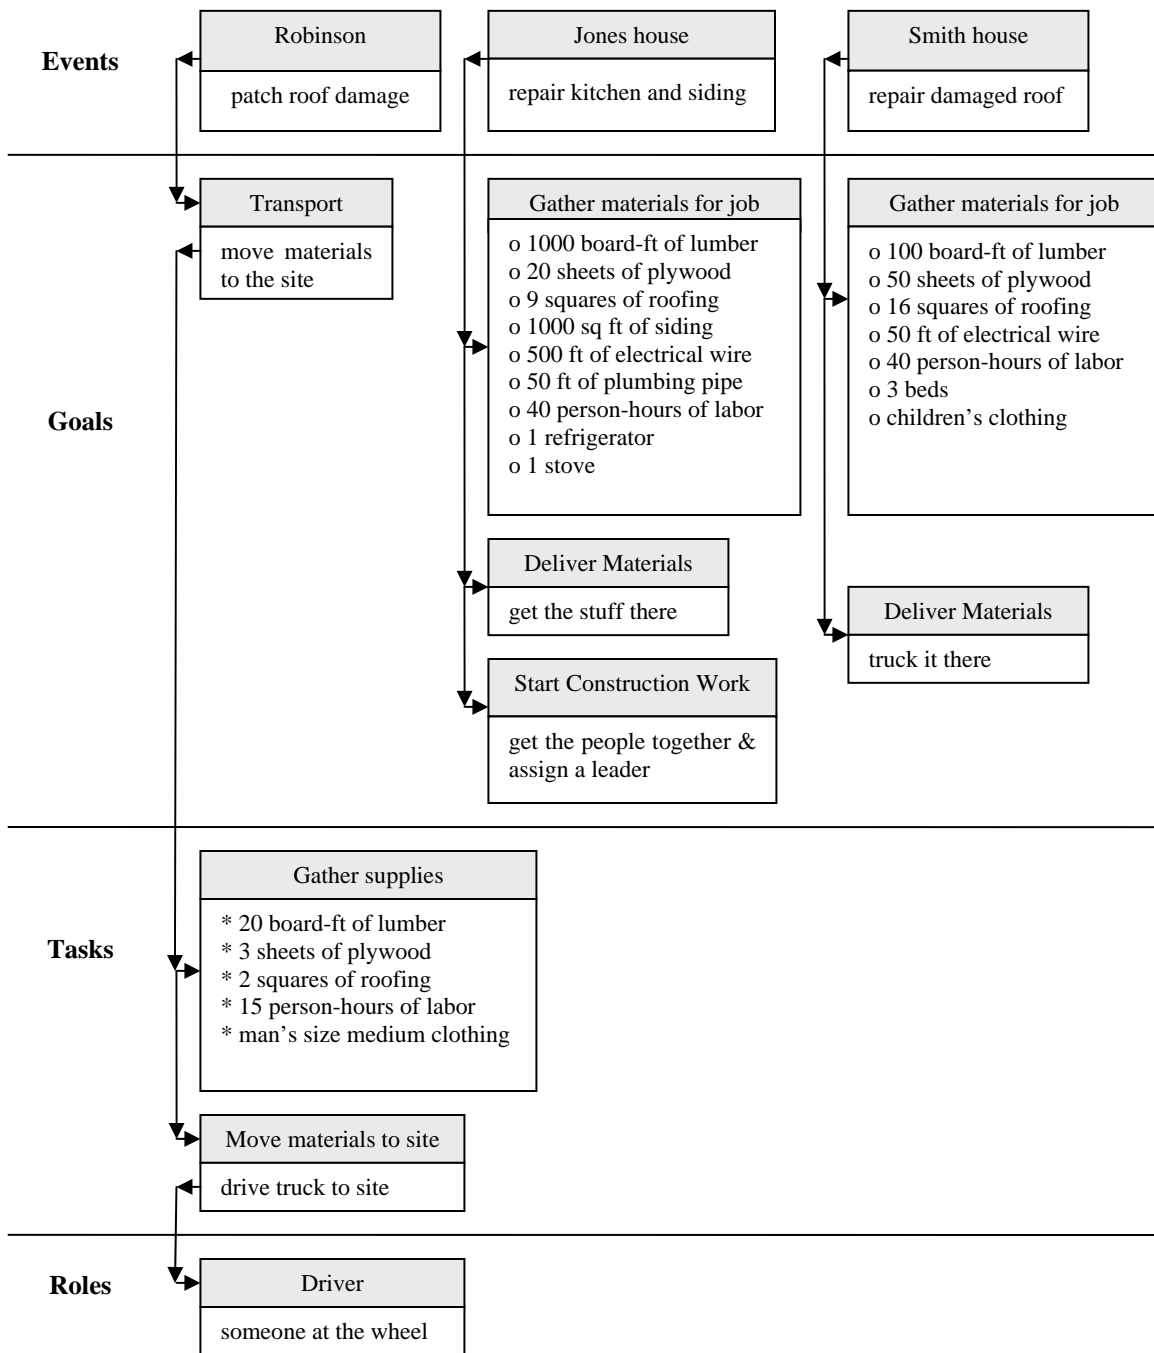 Events
Robinson
patch roof damage
Jones house
repair kitchen and siding
Smith house
repair damaged roof
Goals
Transport
move materials
to the site
Gather materials for job
o 1000 board-ft of lumber
o 20 sheets of plywood
o 9 squares of roofing
o 1000 sq ft of siding
o 500 ft of electrical wire
o 50 ft of plumbing pipe
o 40 person-hours of labor
o 1 refrigerator
o 1 stove
Deliver Materials
get the stuff there
Start Construction Work
get the people together &
assign a leader
Gather materials for job
o 100 board-ft of lumber
o 50 sheets of plywood
o 16 squares of roofing
o 50 ft of electrical wire
o 40 person-hours of labor
o 3 beds
o children’s clothing
Deliver Materials
truck it there
Tasks
Gather supplies
* 20 board-ft of lumber
* 3 sheets of plywood
* 2 squares of roofing
* 15 person-hours of labor
* man’s size medium clothing
Move materials to site
drive truck to site
Roles
Driver
someone at the wheel